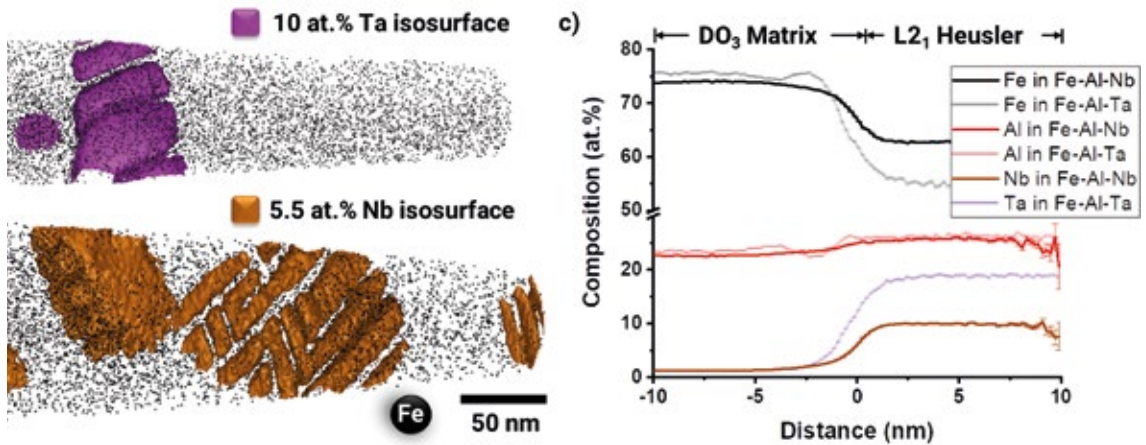 10 at.% Ta isosurface
5.5 at.% Nb isosurface
Fe
50 nm
c)
DO₃ Matrix
L2₁ Heusler
80
70
60
50
20
10
0
Composition (at.%)
Fe in Fe-Al-Nb
Fe in Fe-Al-Ta
Al in Fe-Al-Nb
Al in Fe-Al-Ta
Nb in Fe-Al-Nb
Ta in Fe-Al-Ta
-10
-5
0
5
10
Distance (nm)